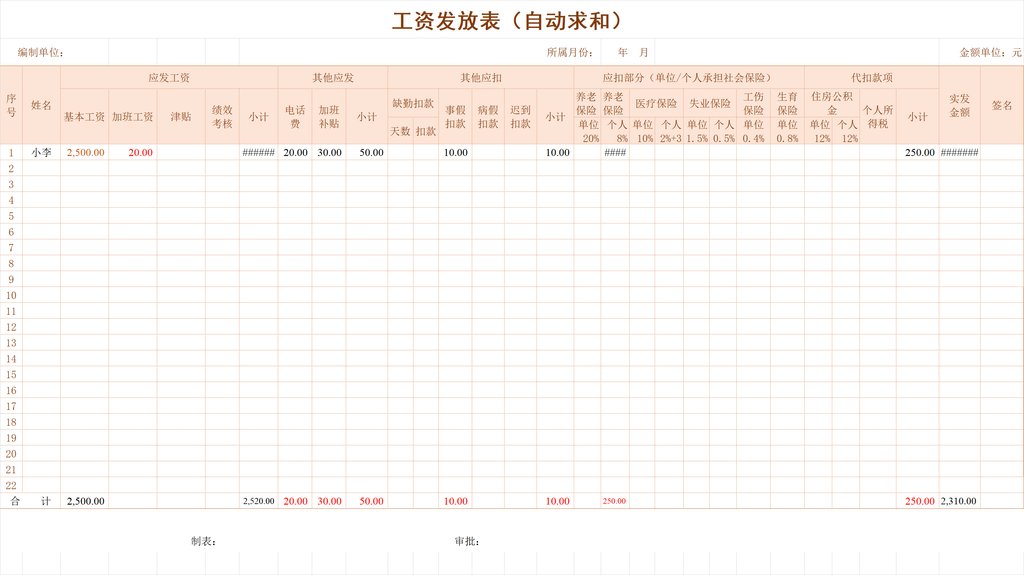 工资发放表（自动求和）
编制单位： 所属月份： 年 月 金额单位：元
序号 姓名 应发工资 其他应发 其他应扣 应扣部分（单位/个人承担社会保险） 代扣款项 实发金额 签名
基本工资 加班工资 津贴 绩效考核 小计 电话费 加班补贴 小计 缺勤扣款 事假扣款 病假扣款 迟到扣款 小计 养老保险 养老保险 医疗保险 失业保险 工伤保险 生育保险 住房公积金 个人所得税 小计
天数 扣款 单位 个人 单位 个人 单位 个人 单位 单位 单位 个人
20% 8% 10% 2%+3 1.5% 0.5% 0.4% 0.8% 12% 12%
1 小李 2,500.00 20.00 ###### 20.00 30.00 50.00 10.00 10.00 #### 250.00 #######
2
3
4
5
6
7
8
9
10
11
12
13
14
15
16
17
18
19
20
21
22
合 计 2,500.00 2,520.00 20.00 30.00 50.00 10.00 10.00 250.00 250.00 2,310.00
制表： 审批：